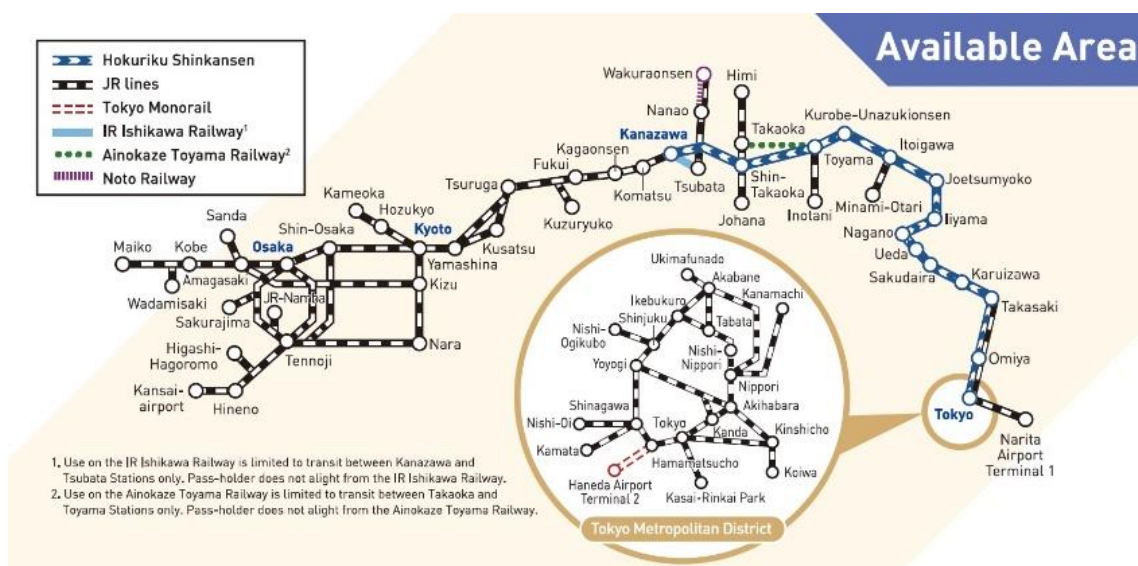 Available Area
Hokuriku Shinkansen
JR lines
Tokyo Monorail
IR Ishikawa Railway¹
Ainokaze Toyama Railway²
Noto Railway
Wakuraonsen
Himi
Nanao
Takaoka
Kurobe-Unazukionsen
Kanazawa
Itoigawa
Kagaonsen
Toyama
Fukui
Joetsumyoko
Tsuruga
Komatsu
Tsubata
Shin-
Takaoka
Inotani
Minami-Otari
Iiyama
Kameoka
Hozukyo
Kuzuryuko
Johana
Nagano
Sanda
Shin-Osaka
Kyoto
Kusatsu
Ueda
Maiko
Kobe
Osaka
Yamashina
Sakudaira
Karuizawa
Amagasaki
Wadamisaki
JR-Namba
Kizu
Takasaki
Sakurajima
Higashi-
Hagoromo
Tennoji
Nara
Omiya
Kansai-
airport
Hineno
Tokyo
Narita
Airport
Terminal 1
Ukimafunado
Akabane
Ikebukuro
Kanamachi
Shinjuku
Nishi-
Ogikubo
Tabata
Yoyogi
Nishi-
Nippori
Nippori
Shinagawa
Akihabara
Nishi-Oi
Tokyo
Kanda
Kinshicho
Kamata
Hamamatsucho
Koiwa
Haneda Airport
Terminal 2
Kasai-Rinkai Park
Tokyo Metropolitan District
1. Use on the IR Ishikawa Railway is limited to transit between Kanazawa and
Tsubata Stations only. Pass-holder does not alight from the IR Ishikawa Railway.
2. Use on the Ainokaze Toyama Railway is limited to transit between Takaoka and
Toyama Stations only. Pass-holder does not alight from the Ainokaze Toyama Railway.